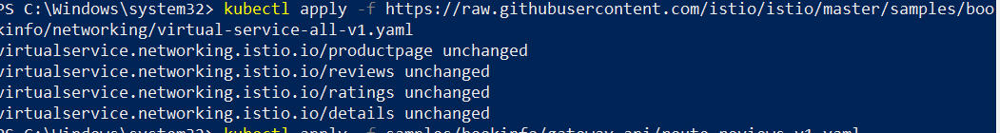 PS C:\Windows\system32> kubectl apply -f https://raw.githubusercontent.com/istio/istio/master/samples/boo
kinfo/networking/virtual-service-all-v1.yaml
virtualservice.networking.istio.io/productpage unchanged
virtualservice.networking.istio.io/reviews unchanged
virtualservice.networking.istio.io/ratings unchanged
virtualservice.networking.istio.io/details unchanged
PS C:\Windows\system32> kubectl apply -f samples/bookinfo/gateway-api/route-reviews-v1.yaml